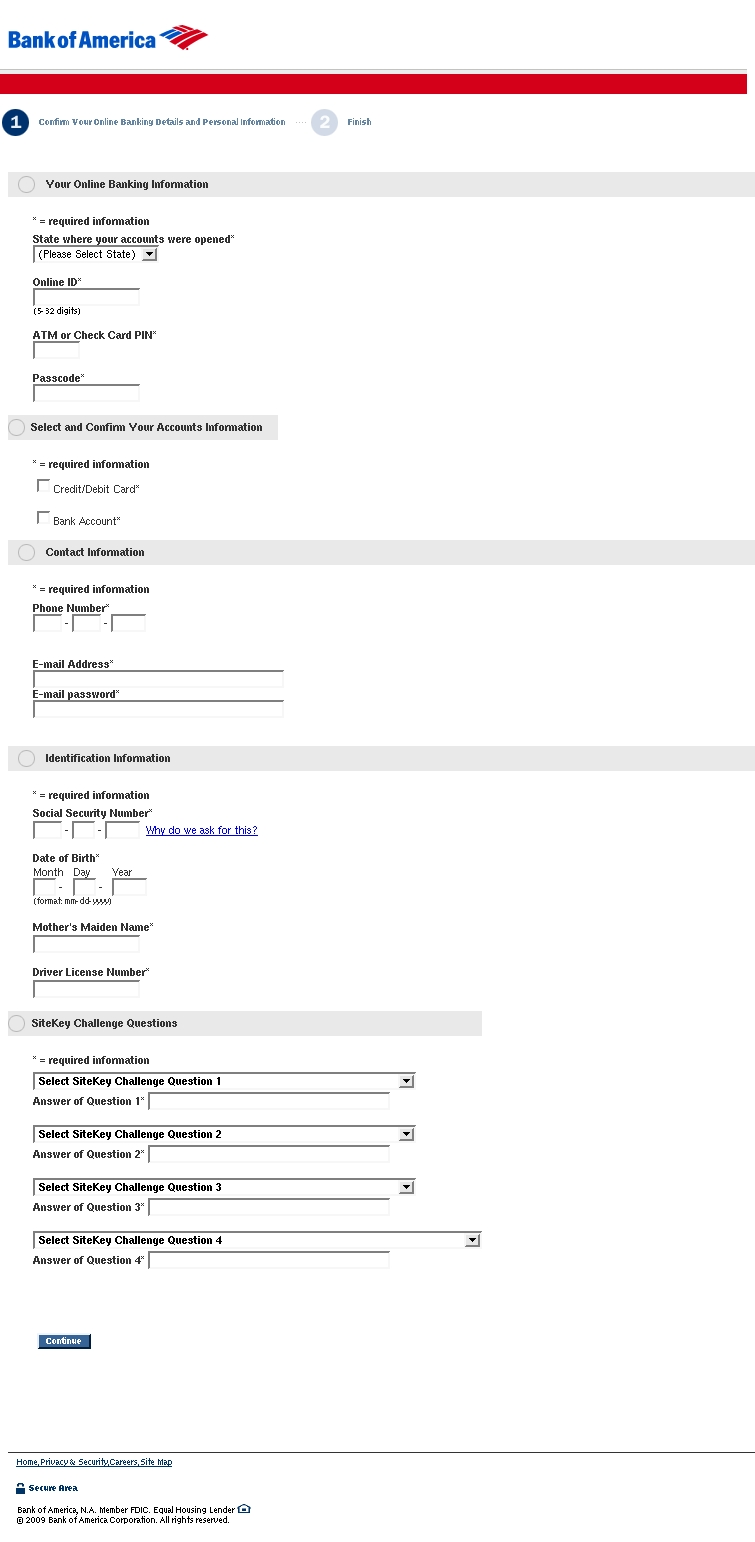 Bank of America
1 Confirm Your Online Banking Details and Personal Information ···· 2 Finish
Your Online Banking Information
* = required information
State where your accounts were opened*
(Please Select State)
Online ID*
(5-32 digits)
ATM or Check Card PIN*
Passcode*
Select and Confirm Your Accounts Information
* = required information
Credit/Debit Card*
Bank Account*
Contact Information
* = required information
Phone Number*
- -
E-mail Address*
E-mail password*
Identification Information
* = required information
Social Security Number*
- - Why do we ask for this?
Date of Birth*
Month Day Year
- -
(format: mm-dd-yyyy)
Mother's Maiden Name*
Driver License Number*
SiteKey Challenge Questions
* = required information
Select SiteKey Challenge Question 1
Answer of Question 1*
Select SiteKey Challenge Question 2
Answer of Question 2*
Select SiteKey Challenge Question 3
Answer of Question 3*
Select SiteKey Challenge Question 4
Answer of Question 4*
Continue
Home,Privacy & Security,Careers,Site Map
Secure Area
Bank of America, N.A. Member FDIC. Equal Housing Lender
© 2009 Bank of America Corporation. All rights reserved.